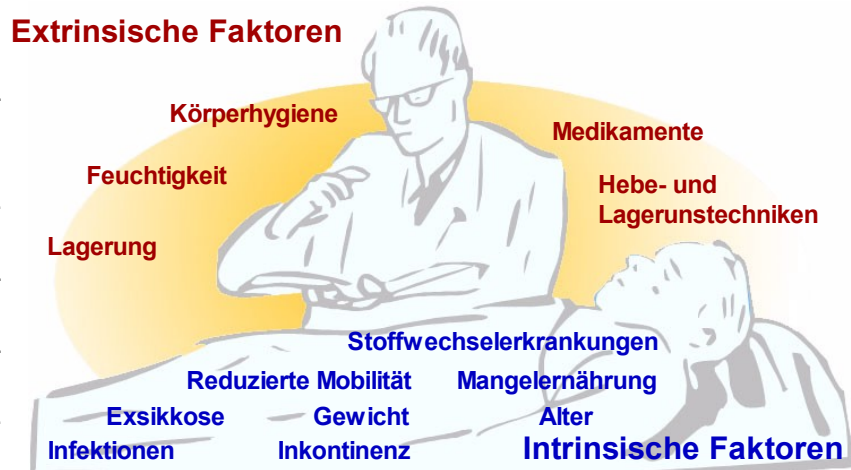 Extrinsische Faktoren
Körperhygiene
Medikamente
Feuchtigkeit
Hebe- und
Lagerunstechniken
Lagerung
Stoffwechselerkrankungen
Reduzierte Mobilität Mangelernährung
Exsikkose Gewicht Alter
Infektionen Inkontinenz Intrinsische Faktoren